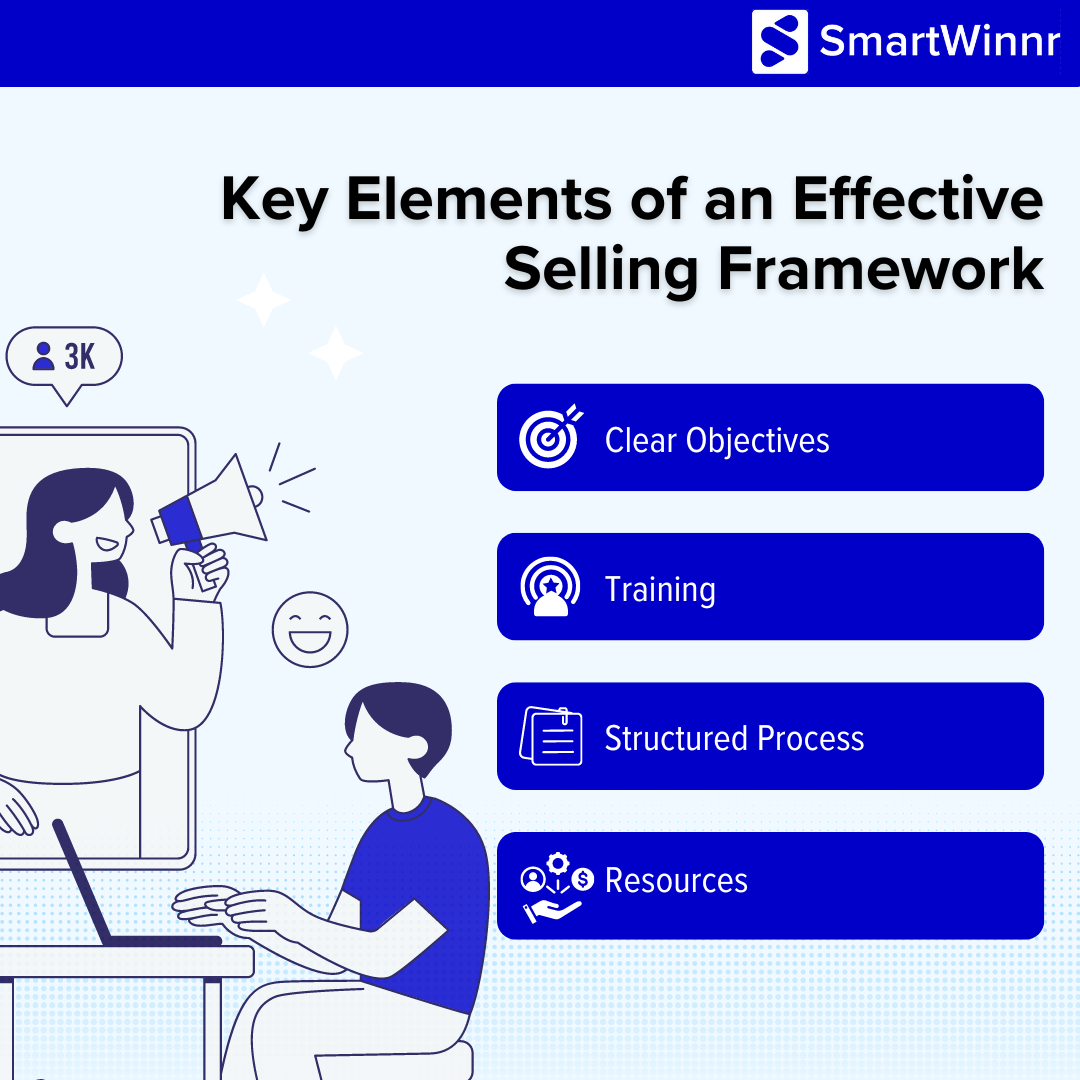 SmartWinnr
Key Elements of an Effective
Selling Framework
3K
Clear Objectives
Training
Structured Process
$
Resources